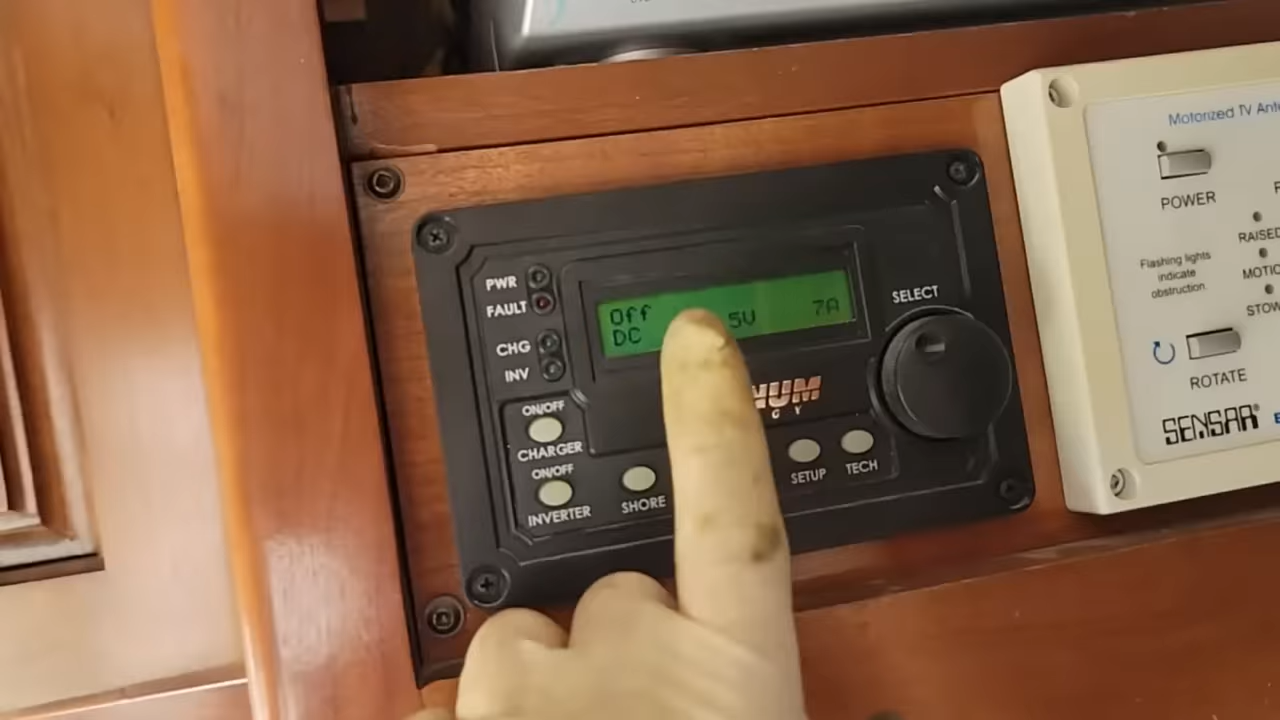 PWR
FAULT
CHG
INV
ON/OFF
CHARGER
ON/OFF
INVERTER
SHORE
SETUP
TECH
SELECT
Off
DC 5V 7A
NUM
G Y
Motorized TV Ant
POWER
RAISED
Flashing lights
indicate
obstruction.
MOTIO
STOW
ROTATE
SENSAR